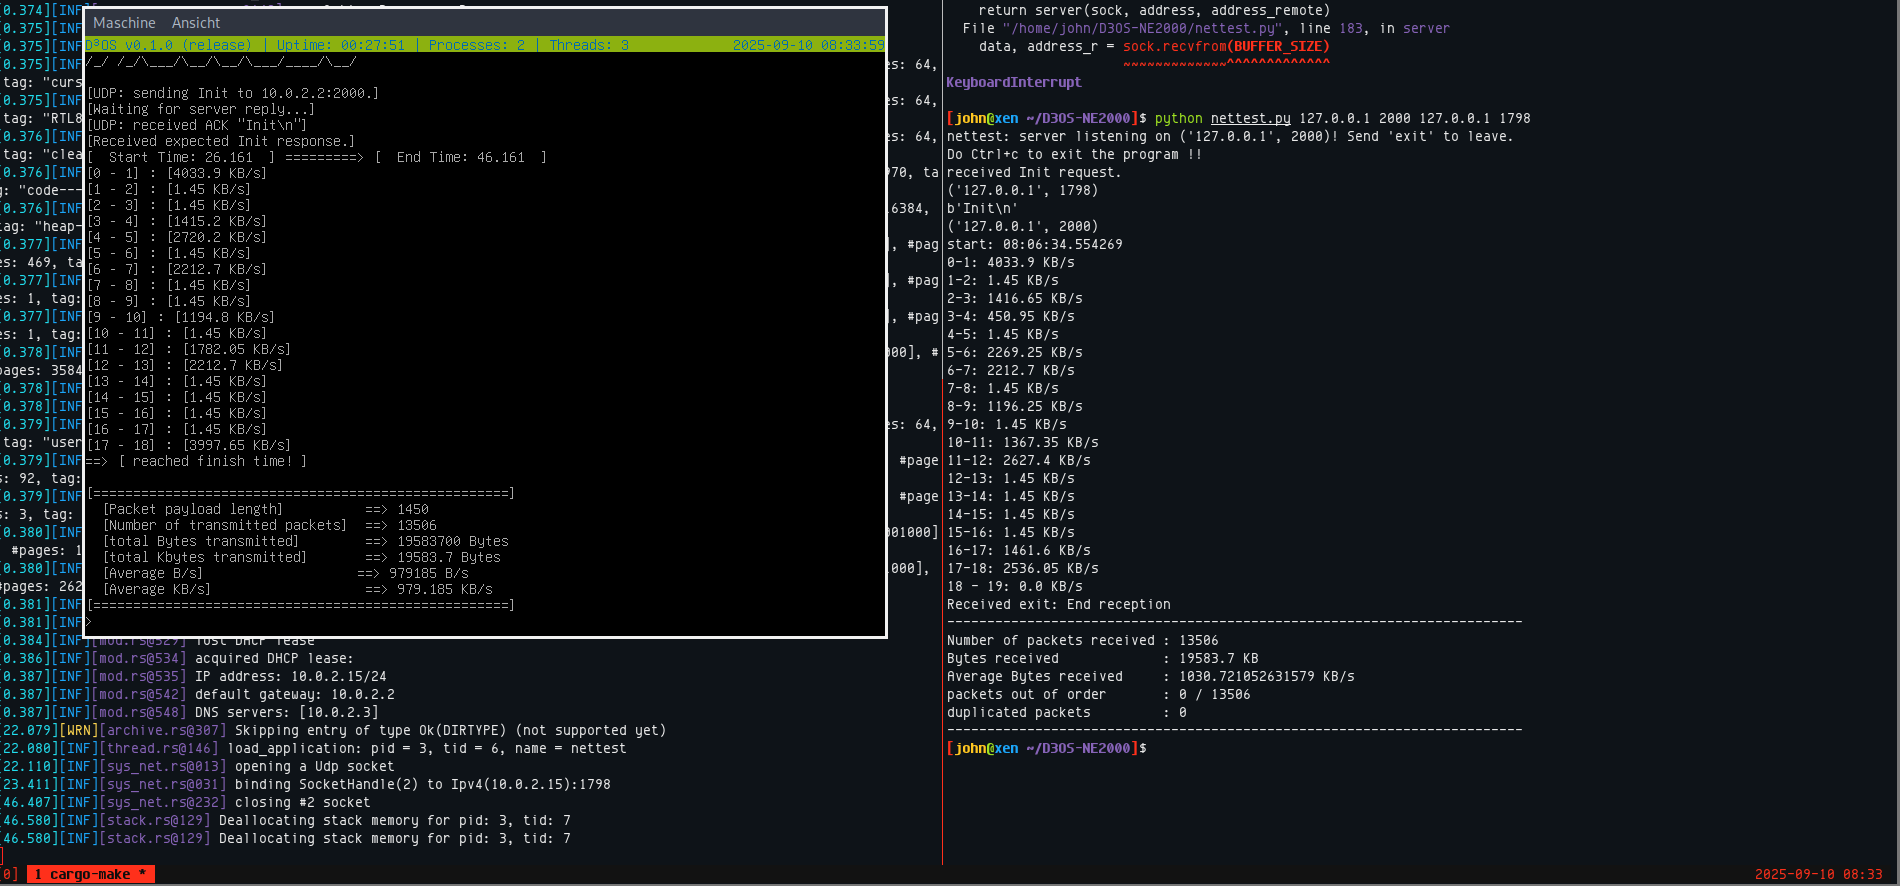 Maschine Ansicht
D³OS v0.1.0 (release) | Uptime: 00:27:51 | Processes: 2 | Threads: 3 2025-09-10 08:33:59
/_/ /_/\___/\__/\__/\___/____/\__/
[UDP: sending Init to 10.0.2.2:2000.]
[Waiting for server reply...]
[UDP: received ACK "Init\n"]
[Received expected Init response.]
[ Start Time: 26.161 ] =========> [ End Time: 46.161 ]
[0 - 1] : [4033.9 KB/s]
[1 - 2] : [1.45 KB/s]
[2 - 3] : [1.45 KB/s]
[3 - 4] : [1415.2 KB/s]
[4 - 5] : [2720.2 KB/s]
[5 - 6] : [1.45 KB/s]
[6 - 7] : [2212.7 KB/s]
[7 - 8] : [1.45 KB/s]
[8 - 9] : [1.45 KB/s]
[9 - 10] : [1194.8 KB/s]
[10 - 11] : [1.45 KB/s]
[11 - 12] : [1782.05 KB/s]
[12 - 13] : [2212.7 KB/s]
[13 - 14] : [1.45 KB/s]
[14 - 15] : [1.45 KB/s]
[15 - 16] : [1.45 KB/s]
[16 - 17] : [1.45 KB/s]
[17 - 18] : [3997.65 KB/s]
==> [ reached finish time! ]
[====================================================]
[Packet payload length] ==> 1450
[Number of transmitted packets] ==> 13506
[total Bytes transmitted] ==> 19583700 Bytes
[total Kbytes transmitted] ==> 19583.7 Bytes
[Average B/s] ==> 979185 B/s
[Average KB/s] ==> 979.185 KB/s
[====================================================]
>
[0.374][INF
[0.375][INF
[0.375][INF
[0.375][INF es: 64,
tag: "curs
[0.375][INF es: 64,
tag: "RTL8
[0.376][INF es: 64,
tag: "clea
[0.376][INF 970, ta
g: "code---
[0.376][INF 6384,
tag: "heap-
[0.377][INF ], #pag
es: 469, ta
[0.377][INF ], #pag
es: 1, tag:
[0.377][INF ], #pag
es: 1, tag:
[0.378][INF 000], #
pages: 3584
[0.378][INF
[0.378][INF
[0.379][INF es: 64,
tag: "user
[0.379][INF #page
s: 92, tag:
[0.379][INF #page
s: 3, tag:
[0.380][INF 001000]
#pages: 1
[0.380][INF 000],
#pages: 262
[0.381][INF
[0.381][INF
[0.384][INF][mod.rs@529] lost DHCP lease
[0.386][INF][mod.rs@534] acquired DHCP lease:
[0.387][INF][mod.rs@535] IP address: 10.0.2.15/24
[0.387][INF][mod.rs@542] default gateway: 10.0.2.2
[0.387][INF][mod.rs@548] DNS servers: [10.0.2.3]
[22.079][WRN][archive.rs@307] Skipping entry of type Ok(DIRTYPE) (not supported yet)
[22.080][INF][thread.rs@146] load_application: pid = 3, tid = 6, name = nettest
[22.110][INF][sys_net.rs@013] opening a Udp socket
[23.411][INF][sys_net.rs@031] binding SocketHandle(2) to Ipv4(10.0.2.15):1798
[46.407][INF][sys_net.rs@232] closing #2 socket
[46.580][INF][stack.rs@129] Deallocating stack memory for pid: 3, tid: 7
[46.580][INF][stack.rs@129] Deallocating stack memory for pid: 3, tid: 7
return server(sock, address, address_remote)
File "/home/john/D3OS-NE2000/nettest.py", line 183, in server
data, address_r = sock.recvfrom(BUFFER_SIZE)
~~~~~~~~~~~~~^^^^^^^^^^^^^
KeyboardInterrupt
[john@xen ~/D3OS-NE2000]$ python nettest.py 127.0.0.1 2000 127.0.0.1 1798
nettest: server listening on ('127.0.0.1', 2000)! Send 'exit' to leave.
Do Ctrl+c to exit the program !!
received Init request.
('127.0.0.1', 1798)
b'Init\n'
('127.0.0.1', 2000)
start: 08:06:34.554269
0-1: 4033.9 KB/s
1-2: 1.45 KB/s
2-3: 1416.65 KB/s
3-4: 450.95 KB/s
4-5: 1.45 KB/s
5-6: 2269.25 KB/s
6-7: 2212.7 KB/s
7-8: 1.45 KB/s
8-9: 1196.25 KB/s
9-10: 1.45 KB/s
10-11: 1367.35 KB/s
11-12: 2627.4 KB/s
12-13: 1.45 KB/s
13-14: 1.45 KB/s
14-15: 1.45 KB/s
15-16: 1.45 KB/s
16-17: 1461.6 KB/s
17-18: 2536.05 KB/s
18 - 19: 0.0 KB/s
Received exit: End reception
------------------------------------------------------------------------
Number of packets received : 13506
Bytes received : 19583.7 KB
Average Bytes received : 1030.721052631579 KB/s
packets out of order : 0 / 13506
duplicated packets : 0
------------------------------------------------------------------------
[john@xen ~/D3OS-NE2000]$
[0] 1 cargo-make * 2025-09-10 08:33